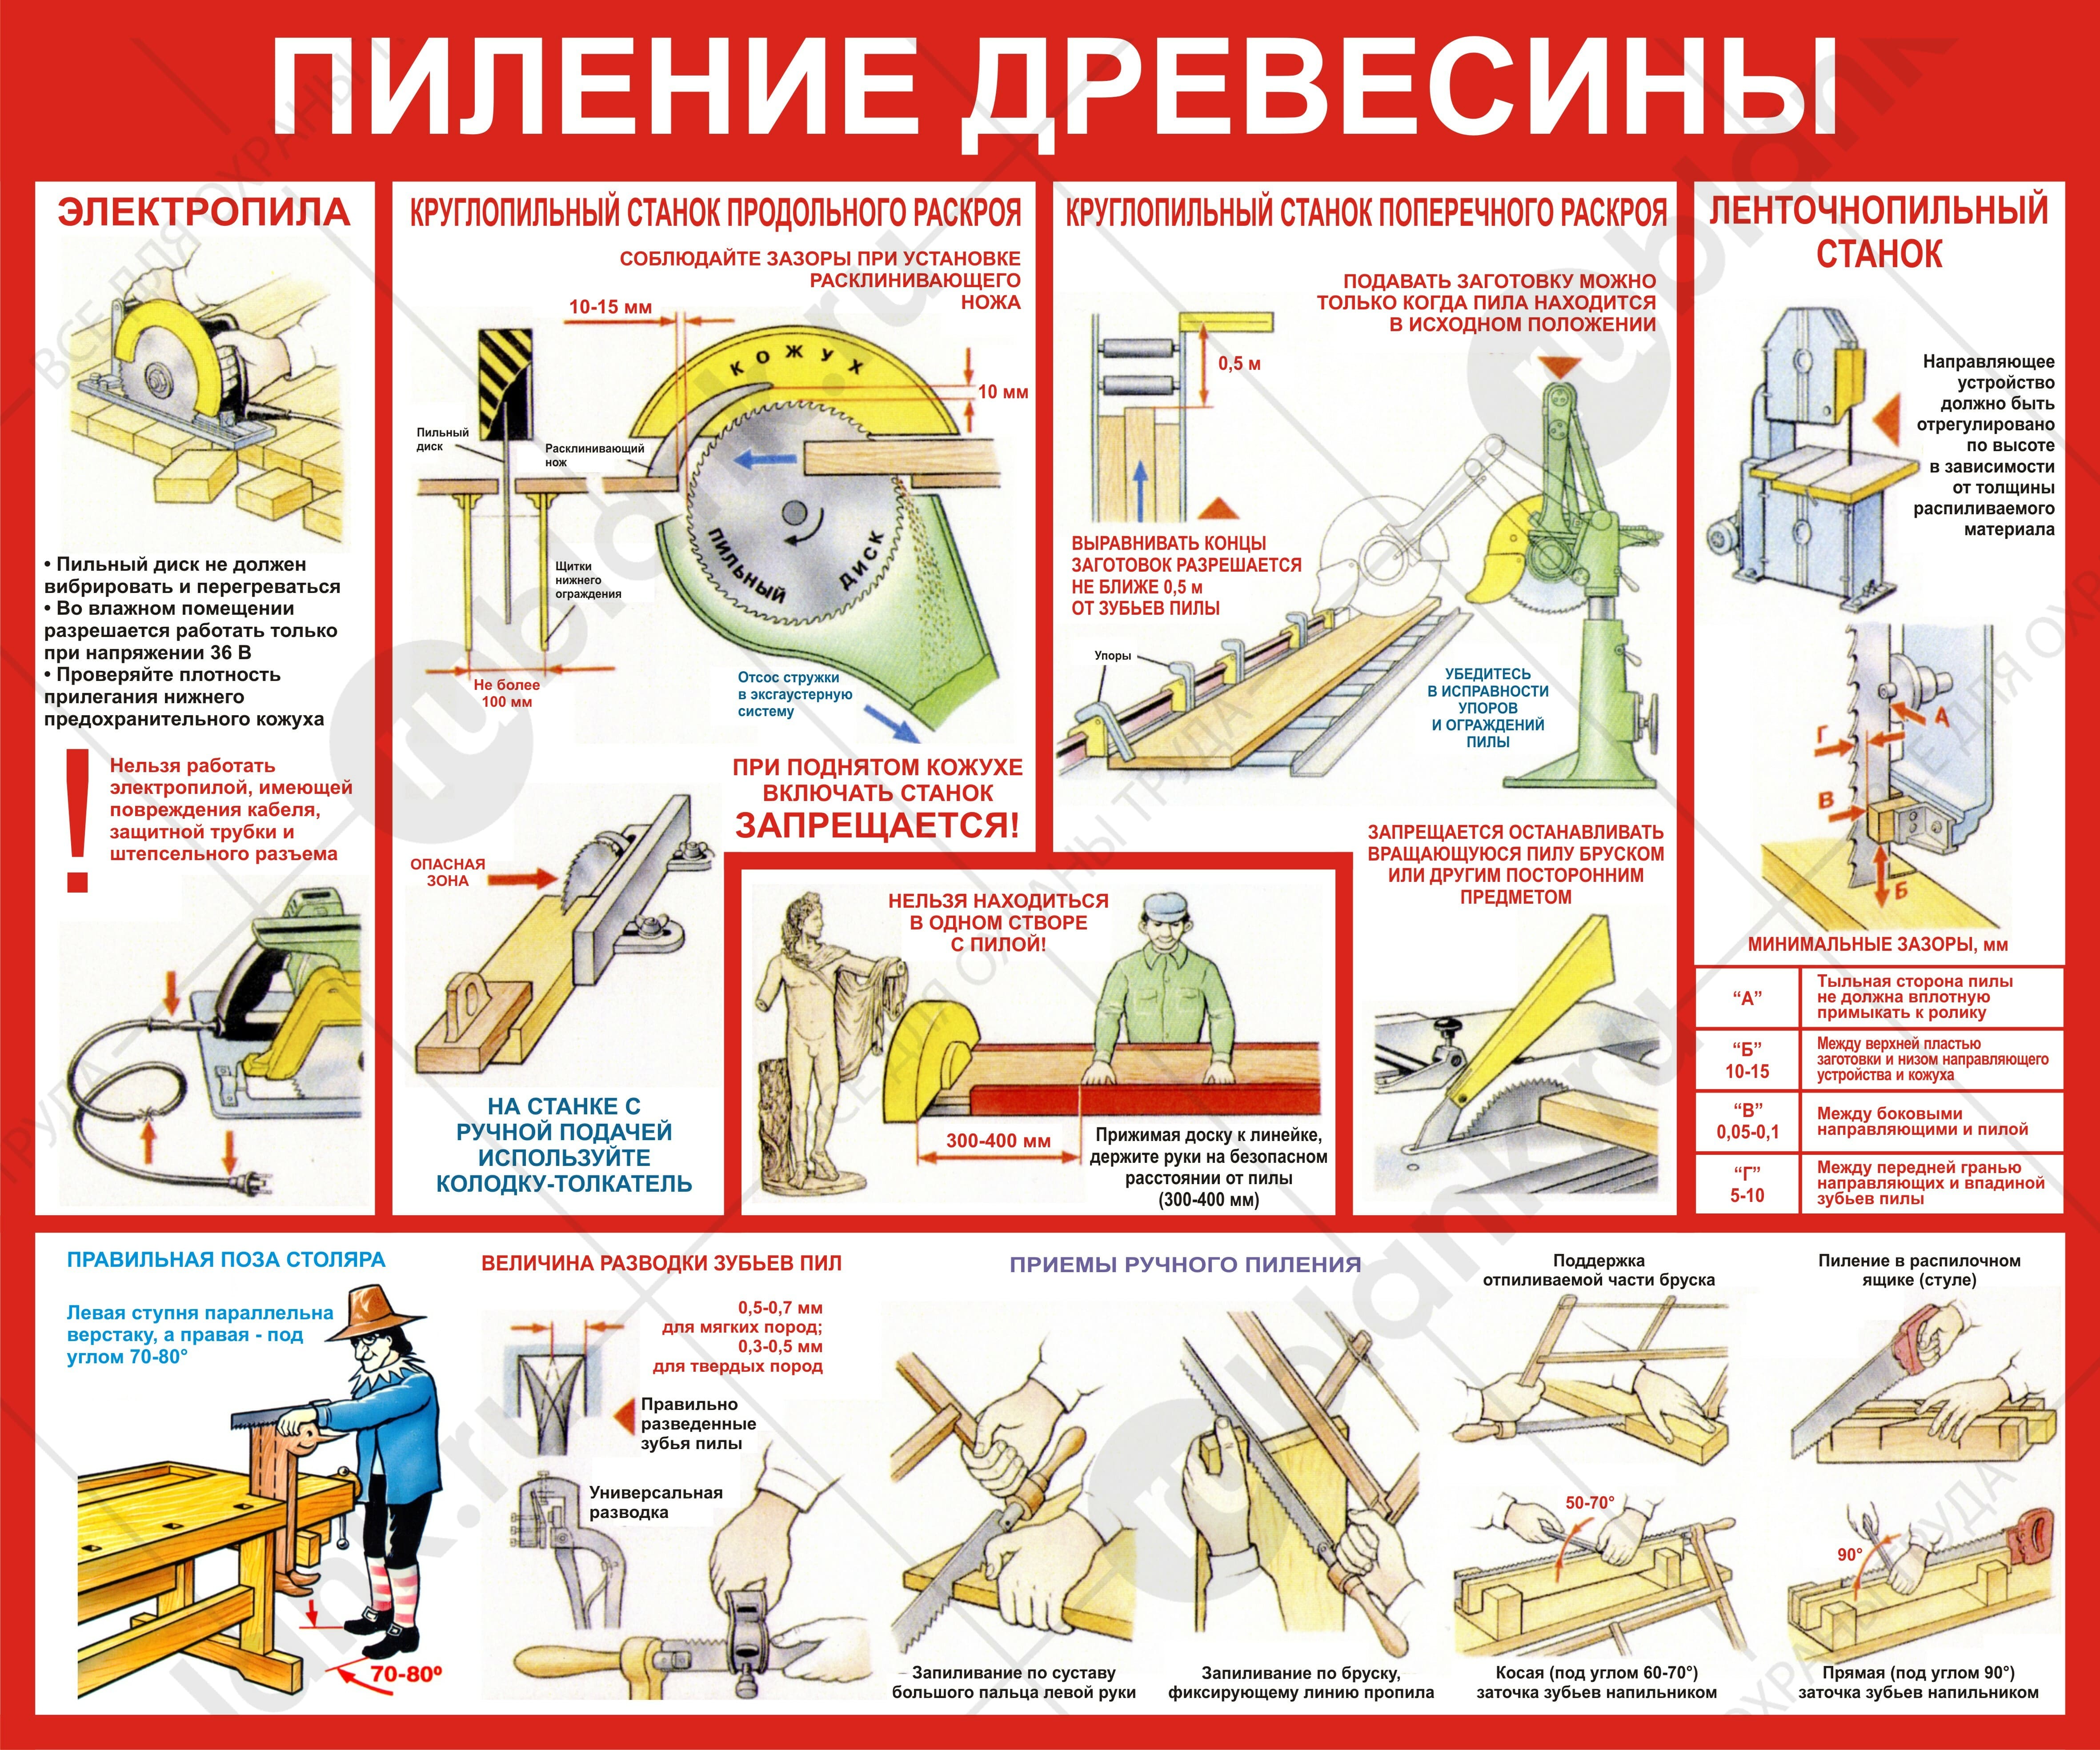 ПИЛЕНИЕ ДРЕВЕСИНЫ
ЭЛЕКТРОПИЛА
• Пильный диск не должен
вибрировать и перегреваться
• Во влажном помещении
разрешается работать только
при напряжении 36 В
• Проверяйте плотность
прилегания нижнего
предохранительного кожуха
!
Нельзя работать
электропилой, имеющей
повреждения кабеля,
защитной трубки и
штепсельного разъема
КРУГЛОПИЛЬНЫЙ СТАНОК ПРОДОЛЬНОГО РАСКРОЯ
СОБЛЮДАЙТЕ ЗАЗОРЫ ПРИ УСТАНОВКЕ
РАСКЛИНИВАЮЩЕГО
НОЖА
10-15 мм
КОЖУХ
10 мм
Пильный
диск
Расклинивающий
нож
ПИЛЬНЫЙ ДИСК
Щитки
нижнего
ограждения
Не более
100 мм
Отсос стружки
в эксгаустерную
систему
ПРИ ПОДНЯТОМ КОЖУХЕ
ВКЛЮЧАТЬ СТАНОК
ЗАПРЕЩАЕТСЯ!
ОПАСНАЯ
ЗОНА
НА СТАНКЕ С
РУЧНОЙ ПОДАЧЕЙ
ИСПОЛЬЗУЙТЕ
КОЛОДКУ-ТОЛКАТЕЛЬ
НЕЛЬЗЯ НАХОДИТЬСЯ
В ОДНОМ СТВОРЕ
С ПИЛОЙ!
300-400 мм
Прижимая доску к линейке,
держите руки на безопасном
расстоянии от пилы
(300-400 мм)
КРУГЛОПИЛЬНЫЙ СТАНОК ПОПЕРЕЧНОГО РАСКРОЯ
ПОДАВАТЬ ЗАГОТОВКУ МОЖНО
ТОЛЬКО КОГДА ПИЛА НАХОДИТСЯ
В ИСХОДНОМ ПОЛОЖЕНИИ
0,5 м
ВЫРАВНИВАТЬ КОНЦЫ
ЗАГОТОВОК РАЗРЕШАЕТСЯ
НЕ БЛИЖЕ 0,5 м
ОТ ЗУБЬЕВ ПИЛЫ
Упоры
УБЕДИТЕСЬ
В ИСПРАВНОСТИ
УПОРОВ
И ОГРАЖДЕНИЙ
ПИЛЫ
ЗАПРЕЩАЕТСЯ ОСТАНАВЛИВАТЬ
ВРАЩАЮЩУЮСЯ ПИЛУ БРУСКОМ
ИЛИ ДРУГИМ ПОСТОРОННИМ
ПРЕДМЕТОМ
ЛЕНТОЧНОПИЛЬНЫЙ
СТАНОК
Направляющее
устройство
должно быть
отрегулировано
по высоте
в зависимости
от толщины
распиливаемого
материала
А
Г
В
Б
МИНИМАЛЬНЫЕ ЗАЗОРЫ, мм
“А”
Тыльная сторона пилы
не должна вплотную
примыкать к ролику
“Б”
10-15
Между верхней пластью
заготовки и низом направляющего
устройства и кожуха
“В”
0,05-0,1
Между боковыми
направляющими и пилой
“Г”
5-10
Между передней гранью
направляющих и впадиной
зубьев пилы
ПРАВИЛЬНАЯ ПОЗА СТОЛЯРА
Левая ступня параллельна
верстаку, а правая - под
углом 70-80°
70-80º
ВЕЛИЧИНА РАЗВОДКИ ЗУБЬЕВ ПИЛ
0,5-0,7 мм
для мягких пород;
0,3-0,5 мм
для твердых пород
Правильно
разведенные
зубья пилы
Универсальная
разводка
ПРИЕМЫ РУЧНОГО ПИЛЕНИЯ
Запиливание по суставу
большого пальца левой руки
Запиливание по бруску,
фиксирующему линию пропила
Поддержка
отпиливаемой части бруска
Пиление в распилочном
ящике (стуле)
50-70°
Косая (под углом 60-70°)
заточка зубьев напильником
90°
Прямая (под углом 90°)
заточка зубьев напильником
rublank.ru
ВСЕ ДЛЯ ОХРАНЫ ТРУДА